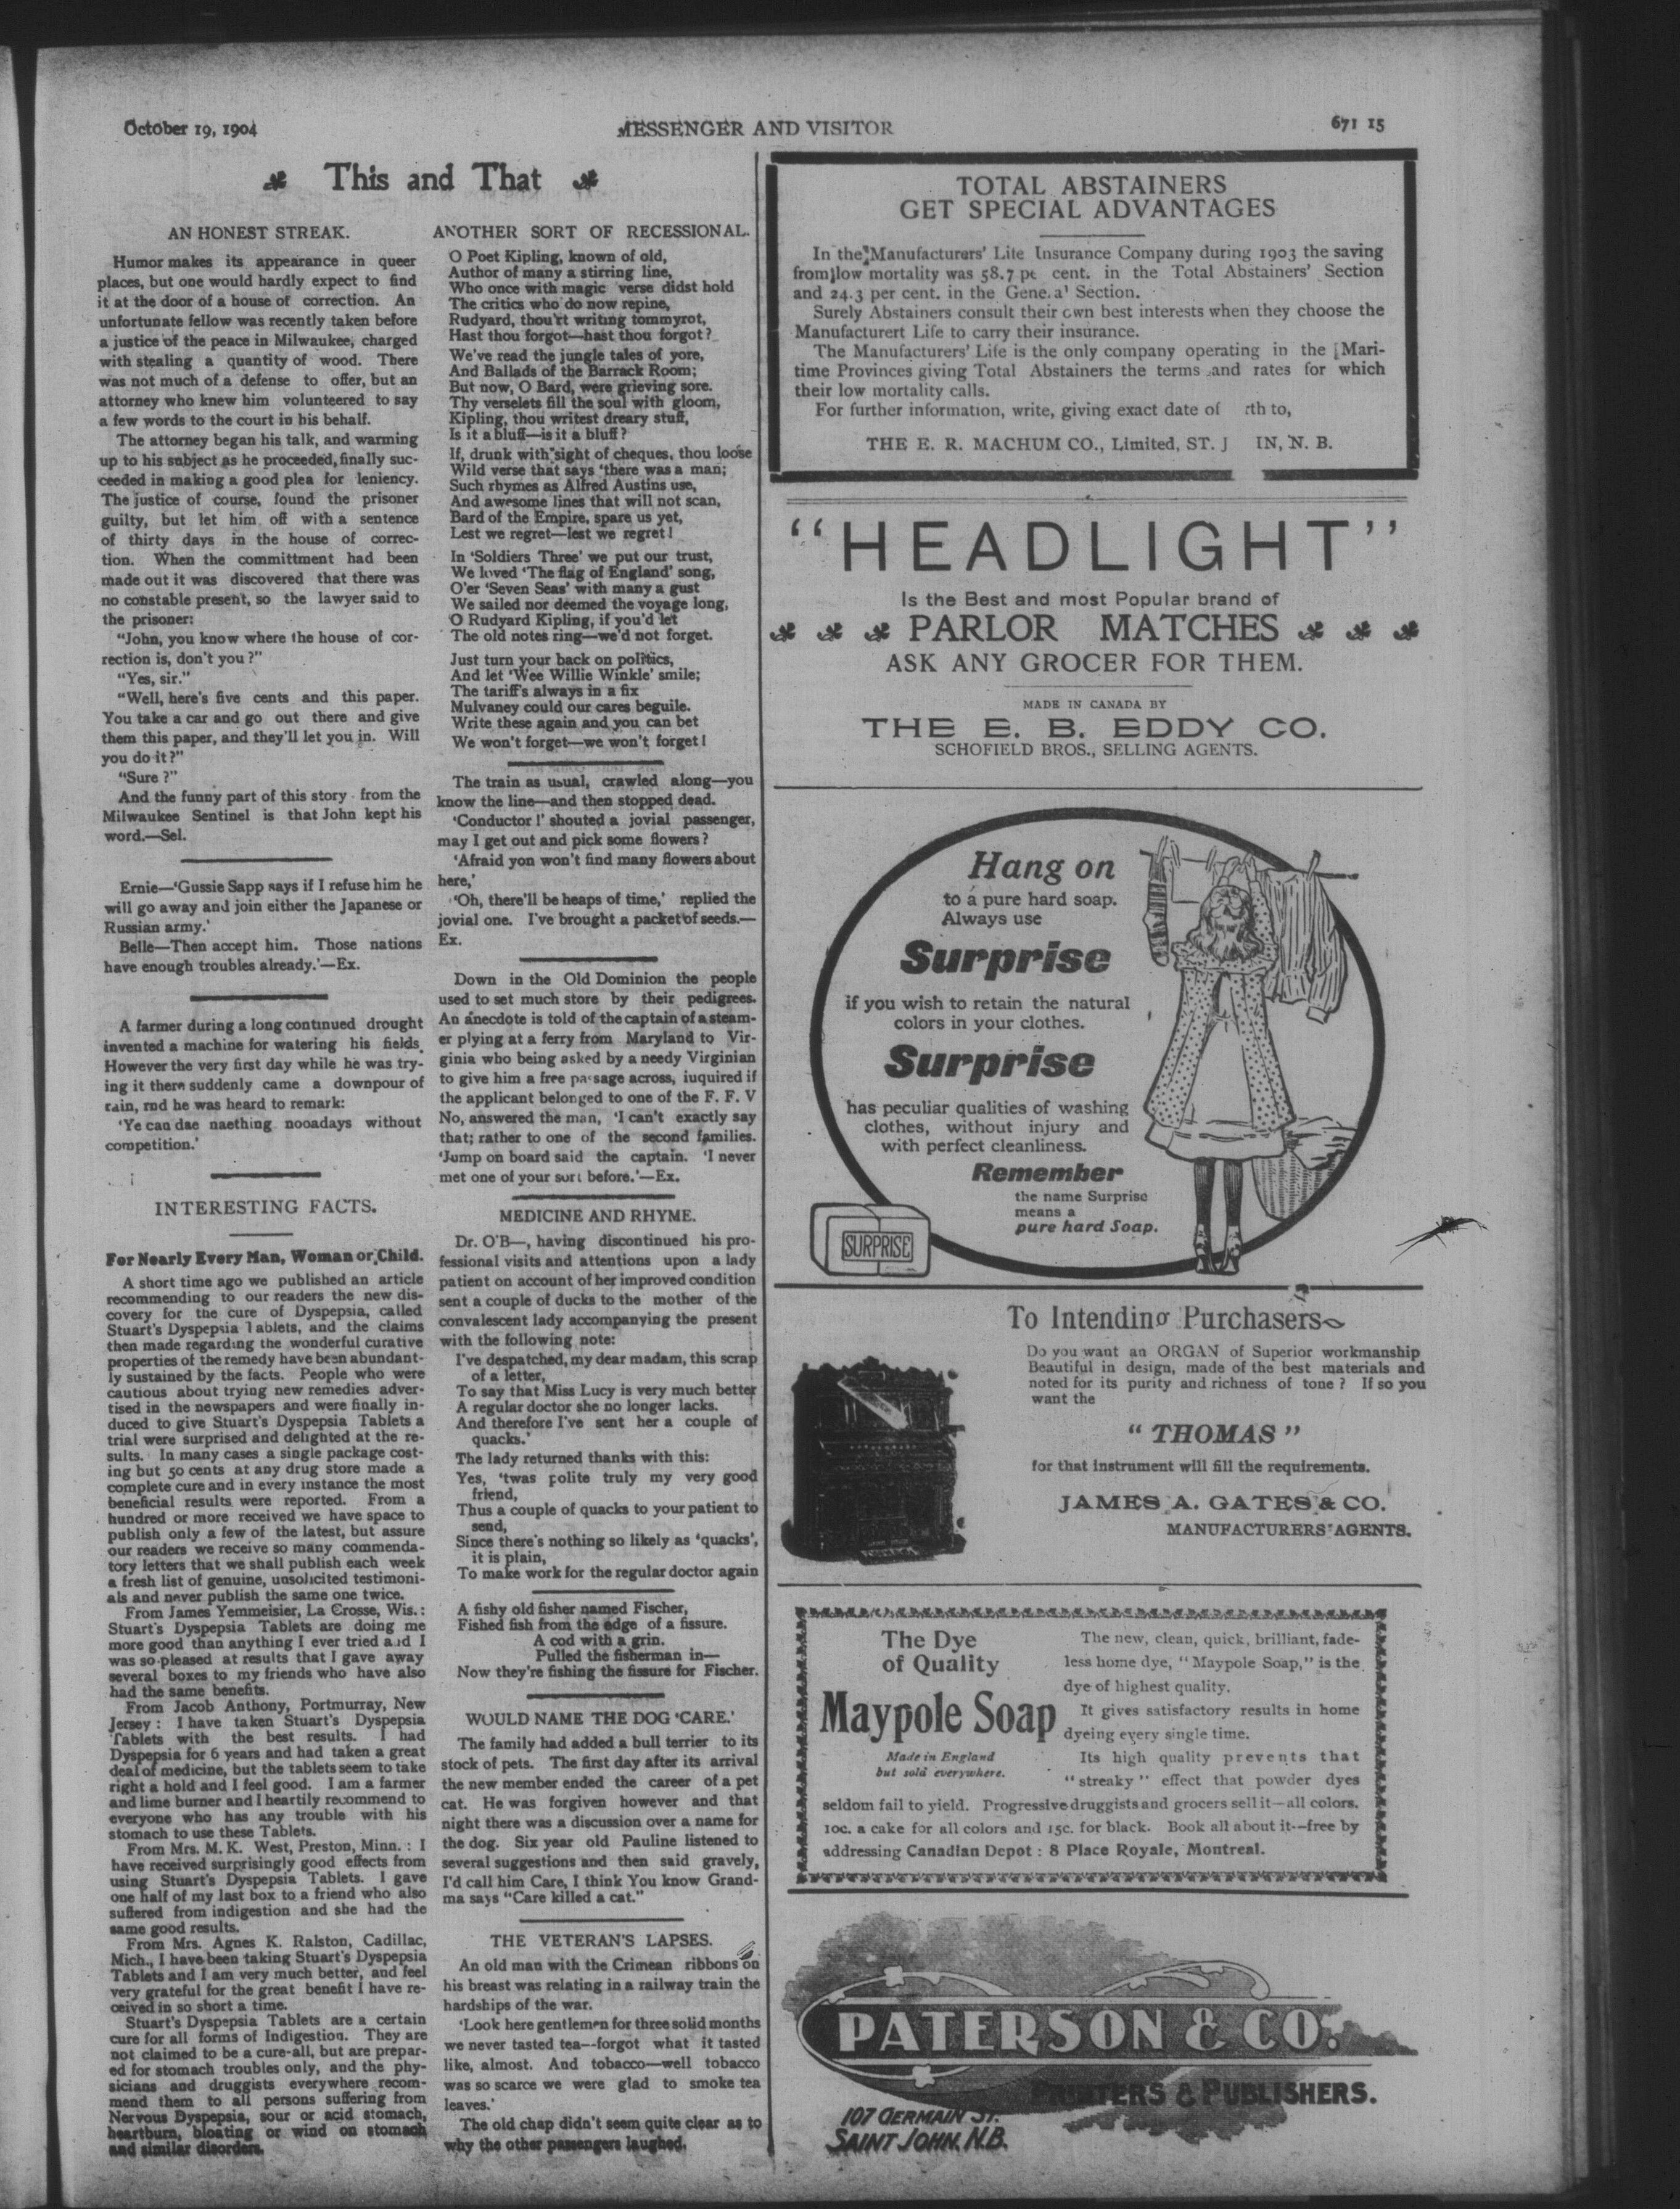 October 19, 1904
MESSENGER AND VISITOR
671 15
This and That
AN HONEST STREAK.
Humor makes its appearance in queer
places, but one would hardly expect to find
it at the door of a house of correction. An
unfortunate fellow was recently taken before
a justice of the peace in Milwaukee, charged
with stealing a quantity of wood. There
was not much of a defense to offer, but an
attorney who knew him volunteered to say
a few words to the court in his behalf.
The attorney began his talk, and warming
up to his subject as he proceeded, finally suc-
ceeded in making a good plea for leniency.
The justice of course, found the prisoner
guilty, but let him off with a sentence
of thirty days in the house of correc-
tion. When the committment had been
made out it was discovered that there was
no constable present, so the lawyer said to
the prisoner:
"John, you know where the house of cor-
rection is, don't you?"
"Yes, sir."
"Well, here's five cents and this paper.
You take a car and go out there and give
them this paper, and they'll let you in. Will
you do it?"
"Sure?"
And the funny part of this story from the
Milwaukee Sentinel is that John kept his
word.—Sel.
Ernie—'Gussie Sapp says if I refuse him he
will go away and join either the Japanese or
Russian army.'
Belle—Then accept him. Those nations
have enough troubles already.'—Ex.
A farmer during a long continued drought
invented a machine for watering his fields.
However the very first day while he was try-
ing it there suddenly came a downpour of
rain, rnd he was heard to remark:
'Ye can dae naething nooadays without
competition.'
INTERESTING FACTS.
For Nearly Every Man, Woman or Child.
A short time ago we published an article
recommending to our readers the new dis-
covery for the cure of Dyspepsia, called
Stuart's Dyspepsia Tablets, and the claims
then made regarding the wonderful curative
properties of the remedy have been abundant-
ly sustained by the facts. People who were
cautious about trying new remedies adver-
tised in the newspapers and were finally in-
duced to give Stuart's Dyspepsia Tablets a
trial were surprised and delighted at the re-
sults. In many cases a single package cost-
ing but 50 cents at any drug store made a
complete cure and in every instance the most
beneficial results were reported. From a
hundred or more received we have space to
publish only a few of the latest, but assure
our readers we receive so many commenda-
tory letters that we shall publish each week
a fresh list of genuine, unsolicited testimoni-
als and never publish the same one twice.
From James Yemmeisier, La Crosse, Wis.:
Stuart's Dyspepsia Tablets are doing me
more good than anything I ever tried and I
was so pleased at results that I gave away
several boxes to my friends who have also
had the same benefits.
From Jacob Anthony, Portmurray, New
Jersey: I have taken Stuart's Dyspepsia
Tablets with the best results. I had
Dyspepsia for 6 years and had taken a great
deal of medicine, but the tablets seem to take
right a hold and I feel good. I am a farmer
and lime burner and I heartily recommend to
everyone who has any trouble with his
stomach to use these Tablets.
From Mrs. M. K. West, Preston, Minn.: I
have received surprisingly good effects from
using Stuart's Dyspepsia Tablets. I gave
one half of my last box to a friend who also
suffered from indigestion and she had the
same good results.
From Mrs. Agnes K. Ralston, Cadillac,
Mich., I have been taking Stuart's Dyspepsia
Tablets and I am very much better, and feel
very grateful for the great benefit I have re-
ceived in so short a time.
Stuart's Dyspepsia Tablets are a certain
cure for all forms of Indigestion. They are
not claimed to be a cure-all, but are prepar-
ed for stomach troubles only, and the phy-
sicians and druggists everywhere recom-
mend them to all persons suffering from
Nervous Dyspepsia, sour or acid stomach,
heartburn, bloating or wind on stomach
and similar disorders.
ANOTHER SORT OF RECESSIONAL.
O Poet Kipling, known of old,
Author of many a stirring line,
Who once with magic verse didst hold
The critics who do now repine,
Rudyard, thou'rt writing tommyrot,
Hast thou forgot—hast thou forgot?
We've read the jungle tales of yore,
And Ballads of the Barrack Room;
But now, O Bard, were grieving sore.
Thy verselets fill the soul with gloom,
Kipling, thou writest dreary stuff,
Is it a bluff—is it a bluff?
If, drunk with sight of cheques, thou loose
Wild verse that says 'there was a man;
Such rhymes as Alfred Austins use,
And awesome lines that will not scan,
Bard of the Empire, spare us yet,
Lest we regret—lest we regret!
In 'Soldiers Three' we put our trust,
We loved 'The flag of England' song,
O'er 'Seven Seas' with many a gust
We sailed nor deemed the voyage long,
O Rudyard Kipling, if you'd let
The old notes ring—we'd not forget.
Just turn your back on politics,
And let 'Wee Willie Winkle' smile;
The tariff's always in a fix
Mulvaney could our cares beguile.
Write these again and you can bet
We won't forget—we won't forget!
The train as usual, crawled along—you
know the line—and then stopped dead.
'Conductor!' shouted a jovial passenger,
may I get out and pick some flowers?
'Afraid yon won't find many flowers about
here,'
'Oh, there'll be heaps of time,' replied the
jovial one. I've brought a packet of seeds.—
Ex.
Down in the Old Dominion the people
used to set much store by their pedigrees.
An anecdote is told of the captain of a steam-
er plying at a ferry from Maryland to Vir-
ginia who being asked by a needy Virginian
to give him a free passage across, iuquired if
the applicant belonged to one of the F. F. V
No, answered the man, 'I can't exactly say
that; rather to one of the second families.
'Jump on board said the captain. 'I never
met one of your sort before.'—Ex.
MEDICINE AND RHYME.
Dr. O'B—, having discontinued his pro-
fessional visits and attentions upon a lady
patient on account of her improved condition
sent a couple of ducks to the mother of the
convalescent lady accompanying the present
with the following note:
I've despatched, my dear madam, this scrap
of a letter,
To say that Miss Lucy is very much better
A regular doctor she no longer lacks.
And therefore I've sent her a couple of
quacks.'
The lady returned thanks with this:
Yes, 'twas polite truly my very good
friend,
Thus a couple of quacks to your patient to
send,
Since there's nothing so likely as 'quacks',
it is plain,
To make work for the regular doctor again
A fishy old fisher named Fischer,
Fished fish from the edge of a fissure.
A cod with a grin.
Pulled the fisherman in—
Now they're fishing the fissure for Fischer.
WOULD NAME THE DOG 'CARE.'
The family had added a bull terrier to its
stock of pets. The first day after its arrival
the new member ended the career of a pet
cat. He was forgiven however and that
night there was a discussion over a name for
the dog. Six year old Pauline listened to
several suggestions and then said gravely,
I'd call him Care, I think You know Grand-
ma says "Care killed a cat."
THE VETERAN'S LAPSES.
An old man with the Crimean ribbons on
his breast was relating in a railway train the
hardships of the war.
'Look here gentlemen for three solid months
we never tasted tea—forgot what it tasted
like, almost. And tobacco—well tobacco
was so scarce we were glad to smoke tea
leaves.'
The old chap didn't seem quite clear as to
why the other passengers laughed.
TOTAL ABSTAINERS
GET SPECIAL ADVANTAGES
In the Manufacturers' Life Insurance Company during 1903 the saving
from low mortality was 58.7 pe cent. in the Total Abstainers' Section
and 24.3 per cent. in the General Section.
Surely Abstainers consult their own best interests when they choose the
Manufacturert Life to carry their insurance.
The Manufacturers' Life is the only company operating in the Mari-
time Provinces giving Total Abstainers the terms and rates for which
their low mortality calls.
For further information, write, giving exact date of rth to,
THE E. R. MACHUM CO., Limited, ST. J IN, N. B.
"HEADLIGHT"
Is the Best and most Popular brand of
PARLOR MATCHES
ASK ANY GROCER FOR THEM.
MADE IN CANADA BY
THE E. B. EDDY CO.
SCHOFIELD BROS., SELLING AGENTS.
Hang on
to a pure hard soap.
Always use
Surprise
if you wish to retain the natural
colors in your clothes.
Surprise
has peculiar qualities of washing
clothes, without injury and
with perfect cleanliness.
Remember
the name Surprise
means a
pure hard Soap.
SURPRISE
To Intending Purchasers
Do you want an ORGAN of Superior workmanship
Beautiful in design, made of the best materials and
noted for its purity and richness of tone? If so you
want the
"THOMAS"
for that instrument will fill the requirements.
JAMES A. GATES & CO.
MANUFACTURERS AGENTS.
The Dye
of Quality
Maypole Soap
Made in England
but sold everywhere.
The new, clean, quick, brilliant, fade-
less home dye, "Maypole Soap," is the
dye of highest quality.
It gives satisfactory results in home
dyeing every single time.
Its high quality prevents that
"streaky" effect that powder dyes
seldom fail to yield. Progressive druggists and grocers sell it—all colors.
10c. a cake for all colors and 15c. for black. Book all about it--free by
addressing Canadian Depot: 8 Place Royale, Montreal.
PATERSON & CO.
PRINTERS & PUBLISHERS.
107 GERMAIN ST.
SAINT JOHN, N.B.